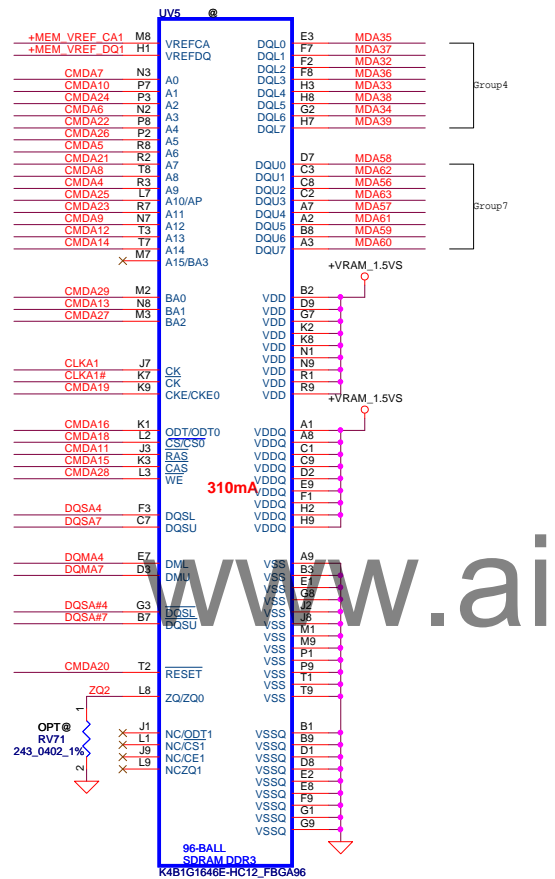 UV5 @
+MEM_VREF_CA1 M8 VREFCA E3 DQL0 MDA35
+MEM_VREF_DQ1 H1 VREFDQ F7 DQL1 MDA37
F2 DQL2 MDA32
CMDA7 N3 A0 F8 DQL3 MDA36
CMDA10 P7 A1 H3 DQL4 MDA33
CMDA24 P3 A2 H8 DQL5 MDA38
CMDA6 N2 A3 G2 DQL6 MDA34
CMDA22 P8 A4 H7 DQL7 MDA39
Group4
CMDA26 P2 A5
CMDA5 R8 A6
CMDA21 R2 A7 D7 DQU0 MDA58
CMDA8 T8 A8 C3 DQU1 MDA62
CMDA4 R3 A9 C8 DQU2 MDA56
CMDA25 L7 A10/AP C2 DQU3 MDA63
CMDA23 R7 A11 A7 DQU4 MDA57
CMDA9 N7 A12 A2 DQU5 MDA61
CMDA12 T3 A13 B8 DQU6 MDA59
CMDA14 T7 A14 A3 DQU7 MDA60
Group7
M7 A15/BA3
+VRAM_1.5VS
CMDA29 M2 BA0 B2 VDD
CMDA13 N8 BA1 D9 VDD
CMDA27 M3 BA2 G7 VDD
K2 VDD
K8 VDD
N1 VDD
CLKA1 J7 CK N9 VDD
CLKA1# K7 CK R1 VDD
CMDA19 K9 CKE/CKE0 R9 VDD
+VRAM_1.5VS
CMDA16 K1 ODT/ODT0 A1 VDDQ
CMDA18 L2 CS/CS0 A8 VDDQ
CMDA11 J3 RAS C1 VDDQ
CMDA15 K3 CAS C9 VDDQ
CMDA28 L3 WE D2 VDDQ
310mA
E9 VDDQ
F1 VDDQ
DQSA4 F3 DQSL H2 VDDQ
DQSA7 C7 DQSU H9 VDDQ
DQMA4 E7 DML A9 VSS
DQMA7 D3 DMU B3 VSS
E1 VSS
G8 VSS
DQSA#4 G3 DQSL J2 VSS
DQSA#7 B7 DQSU J8 VSS
M1 VSS
M9 VSS
P1 VSS
CMDA20 T2 RESET P9 VSS
T1 VSS
ZQ2 L8 ZQ/ZQ0 T9 VSS
www.ai
1
OPT@
RV71
243_0402_1%
2
J1 NC/ODT1 B1 VSSQ
L1 NC/CS1 B9 VSSQ
J9 NC/CE1 D1 VSSQ
L9 NCZQ1 D8 VSSQ
E2 VSSQ
E8 VSSQ
F9 VSSQ
G1 VSSQ
G9 VSSQ
96-BALL
SDRAM DDR3
K4B1G1646E-HC12_FBGA96